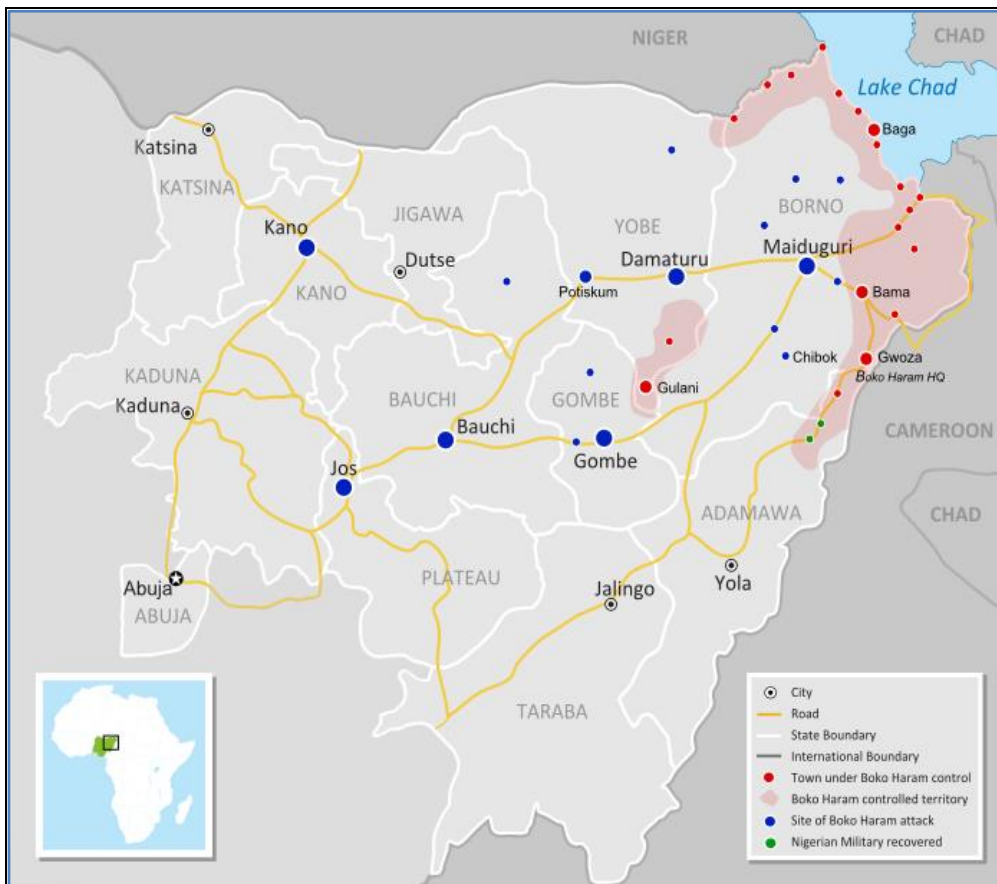 NIGER
CHAD
Lake Chad
Katsina
KATSINA
Baga
JIGAWA
BORNO
Kano
YOBE
Dutse
Damaturu
Maiduguri
KANO
Potiskum
Bama
Chibok
Gwoza
Boko Haram HQ
KADUNA
Kaduna
BAUCHI
GOMBE
Gulani
Bauchi
CAMEROON
Gombe
Jos
ADAMAWA
CHAD
PLATEAU
Abuja
Jalingo
Yola
ABUJA
TARABA
City
Road
State Boundary
International Boundary
Town under Boko Haram control
Boko Haram controlled territory
Site of Boko Haram attack
Nigerian Military recovered